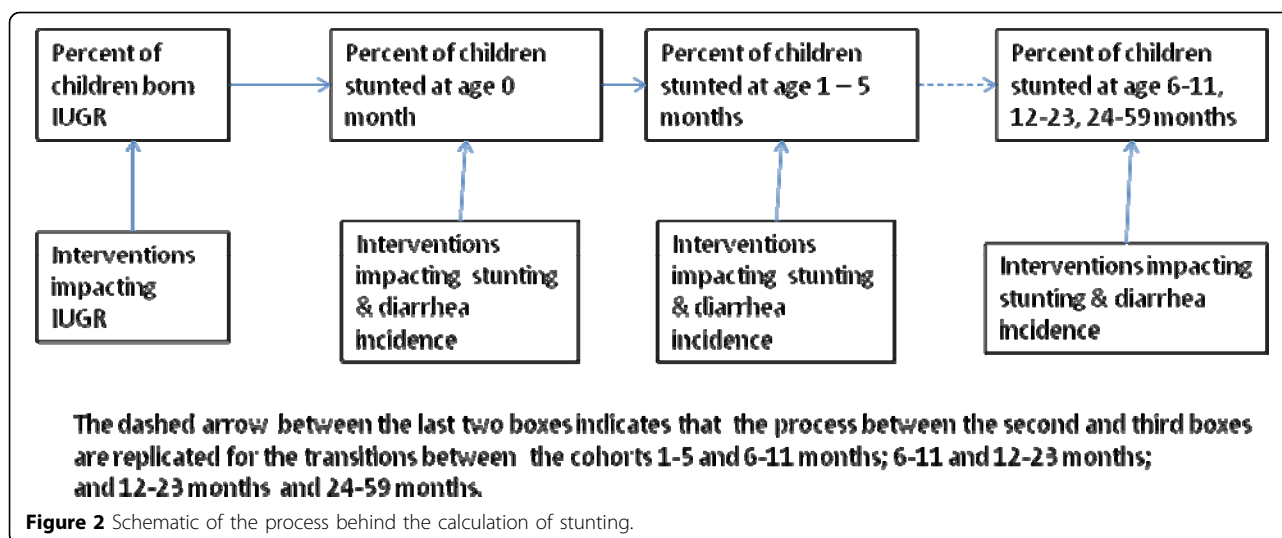 Percent of
children born
IUGR
Percent of children
stunted at age 0
month
Percent of children
stunted at age 1 – 5
months
Percent of children
stunted at age 6-11,
12-23, 24-59 months
Interventions
impacting
IUGR
Interventions
impacting stunting
& diarrhea
incidence
Interventions
impacting stunting
& diarrhea
incidence
Interventions impacting
stunting & diarrhea
incidence
The dashed arrow between the last two boxes indicates that the process between the second and third boxes
are replicated for the transitions between the cohorts 1-5 and 6-11 months; 6-11 and 12-23 months;
and 12-23 months and 24-59 months.
Figure 2 Schematic of the process behind the calculation of stunting.